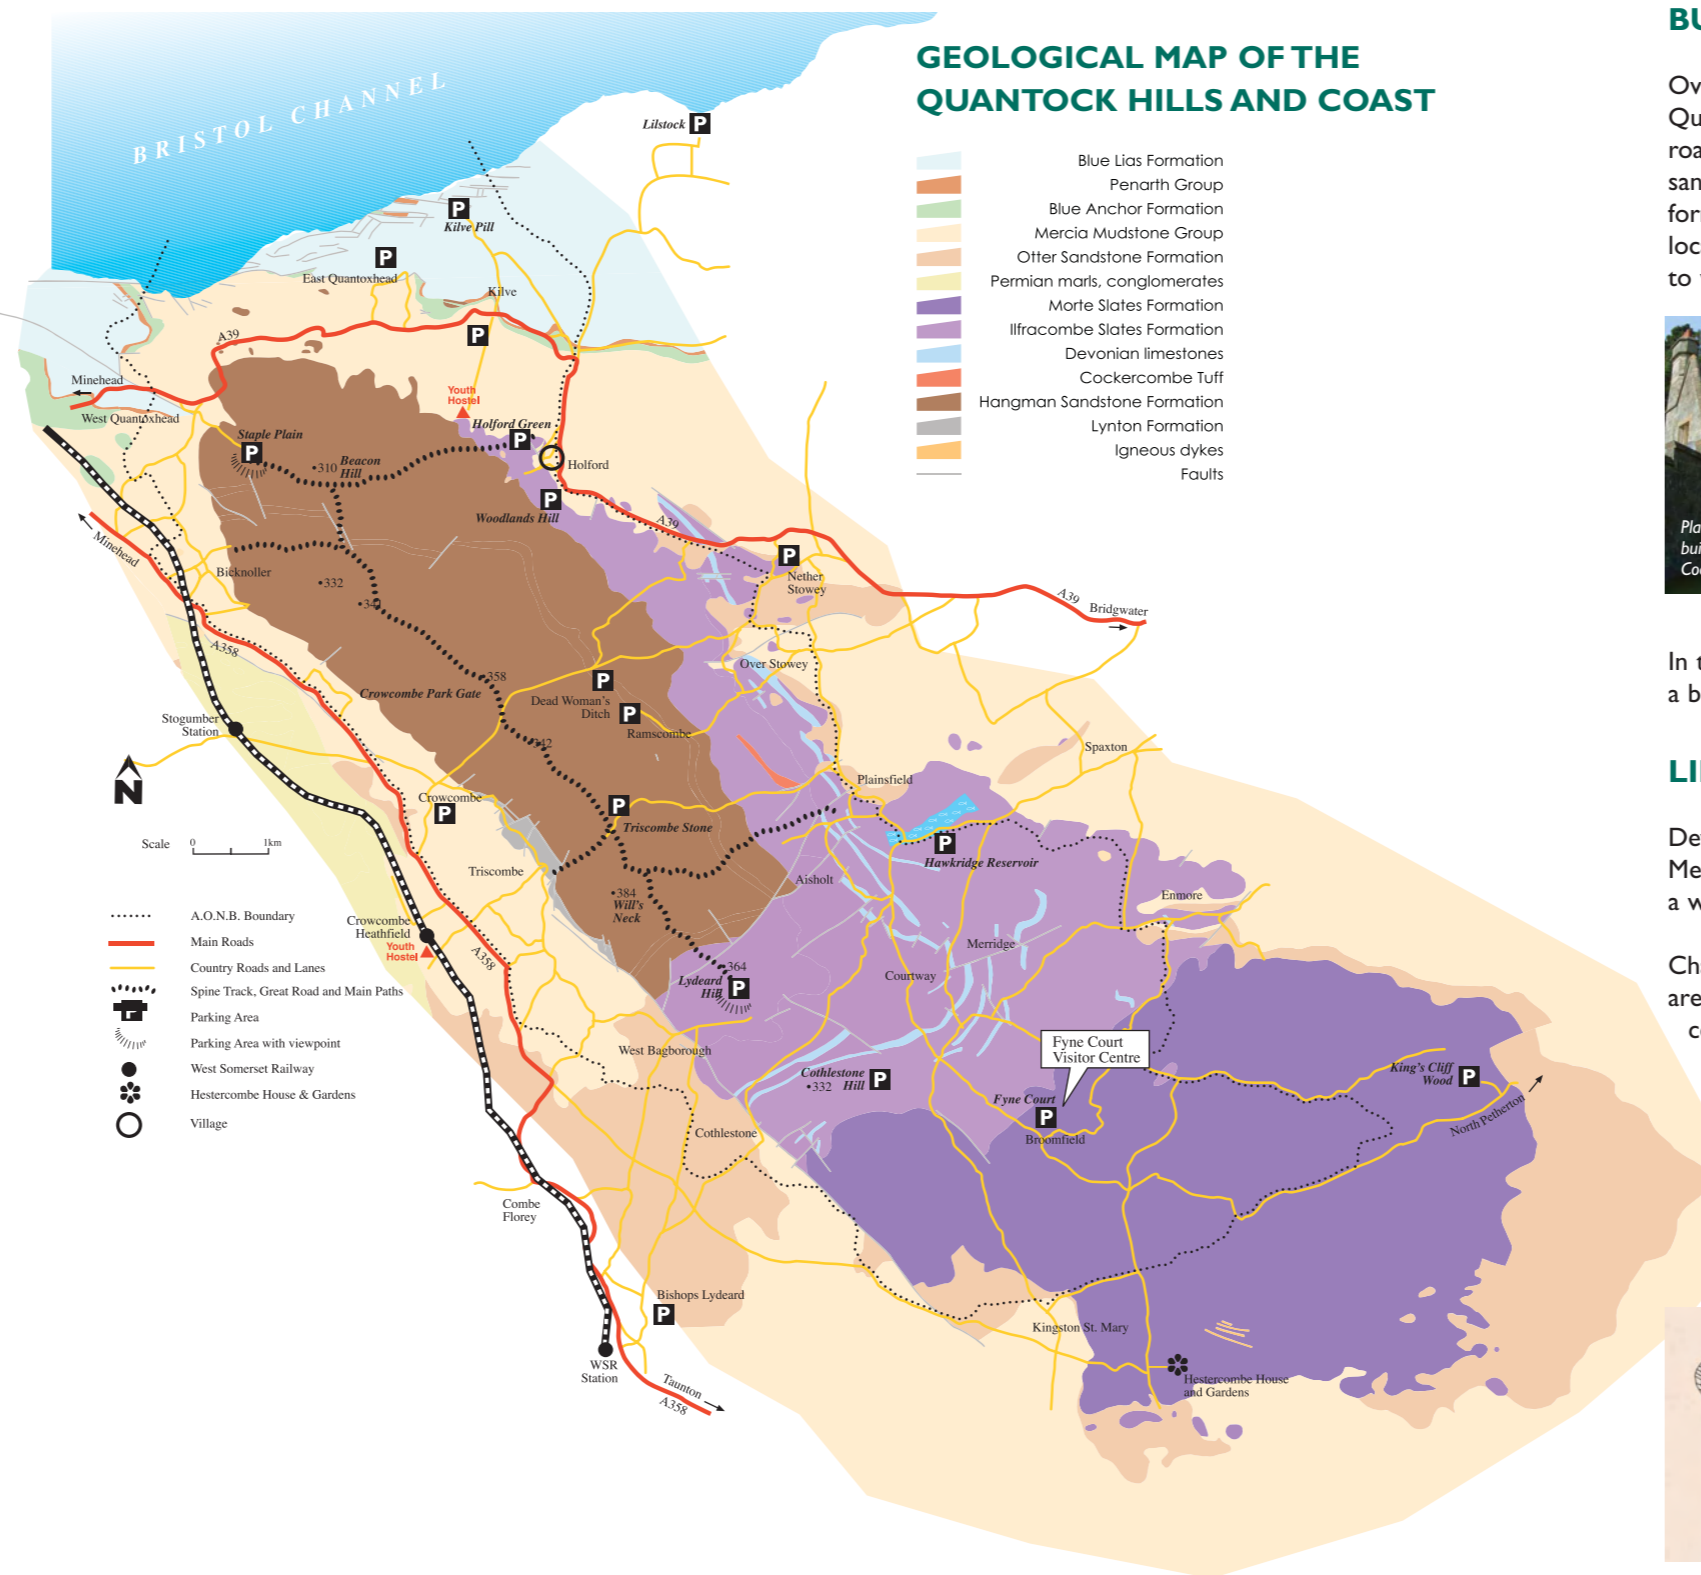 GEOLOGICAL MAP OF THE
QUANTOCK HILLS AND COAST
Blue Lias Formation
Penarth Group
Blue Anchor Formation
Mercia Mudstone Group
Otter Sandstone Formation
Permian marls, conglomerates
Morte Slates Formation
Ilfracombe Slates Formation
Devonian limestones
Cockercombe Tuff
Hangman Sandstone Formation
Lynton Formation
Igneous dykes
Faults
BRISTOL CHANNEL
Lilstock P
P
Kilve Pill
P
East Quantoxhead
Kilve
P
A39
Minehead
West Quantoxhead
Youth
Hostel
Holford Green
P
Staple Plain
P
•310 Beacon
Hill
Holford
P
Woodlands Hill
A39
Minehead
Bicknoller
•332
P
Nether
Stowey
A39
Bridgwater
A358
Over Stowey
358
Crowcombe Park Gate
P
Dead Woman's
Ditch
P
Ramscombe
Stogumber
Station
342
Spaxton
N
Plainsfield
Crowcombe
P
P
Triscombe Stone
Scale 0 1km
P
Hawkridge Reservoir
Triscombe
Aisholt
•384
Will's
Neck
Enmore
Crowcombe
Heathfield
Youth
Hostel
A358
Merridge
Courtway
364
Lydeard
Hill
P
A.O.N.B. Boundary
Main Roads
Country Roads and Lanes
Spine Track, Great Road and Main Paths
Parking Area
Parking Area with viewpoint
West Somerset Railway
Hestercombe House & Gardens
Village
West Bagborough
Fyne Court
Visitor Centre
Cothlestone
•332 Hill
P
King's Cliff
Wood
P
Fyne Court
P
Broomfield
North Petherton
Cothlestone
Combe
Florey
Bishops Lydeard
P
Kingston St. Mary
WSR
Station
Hestercombe House
and Gardens
Taunton
A358
In
a b